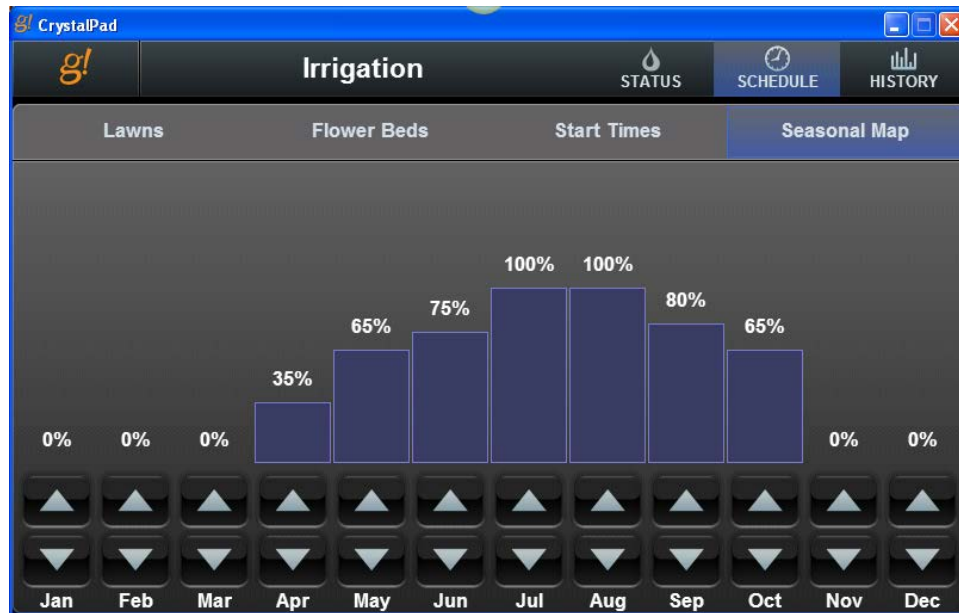 g! CrystalPad
g! Irrigation STATUS SCHEDULE HISTORY
Lawns Flower Beds Start Times Seasonal Map
100% 100%
80%
75%
65% 65%
35%
0% 0% 0% 0% 0%
Jan Feb Mar Apr May Jun Jul Aug Sep Oct Nov Dec